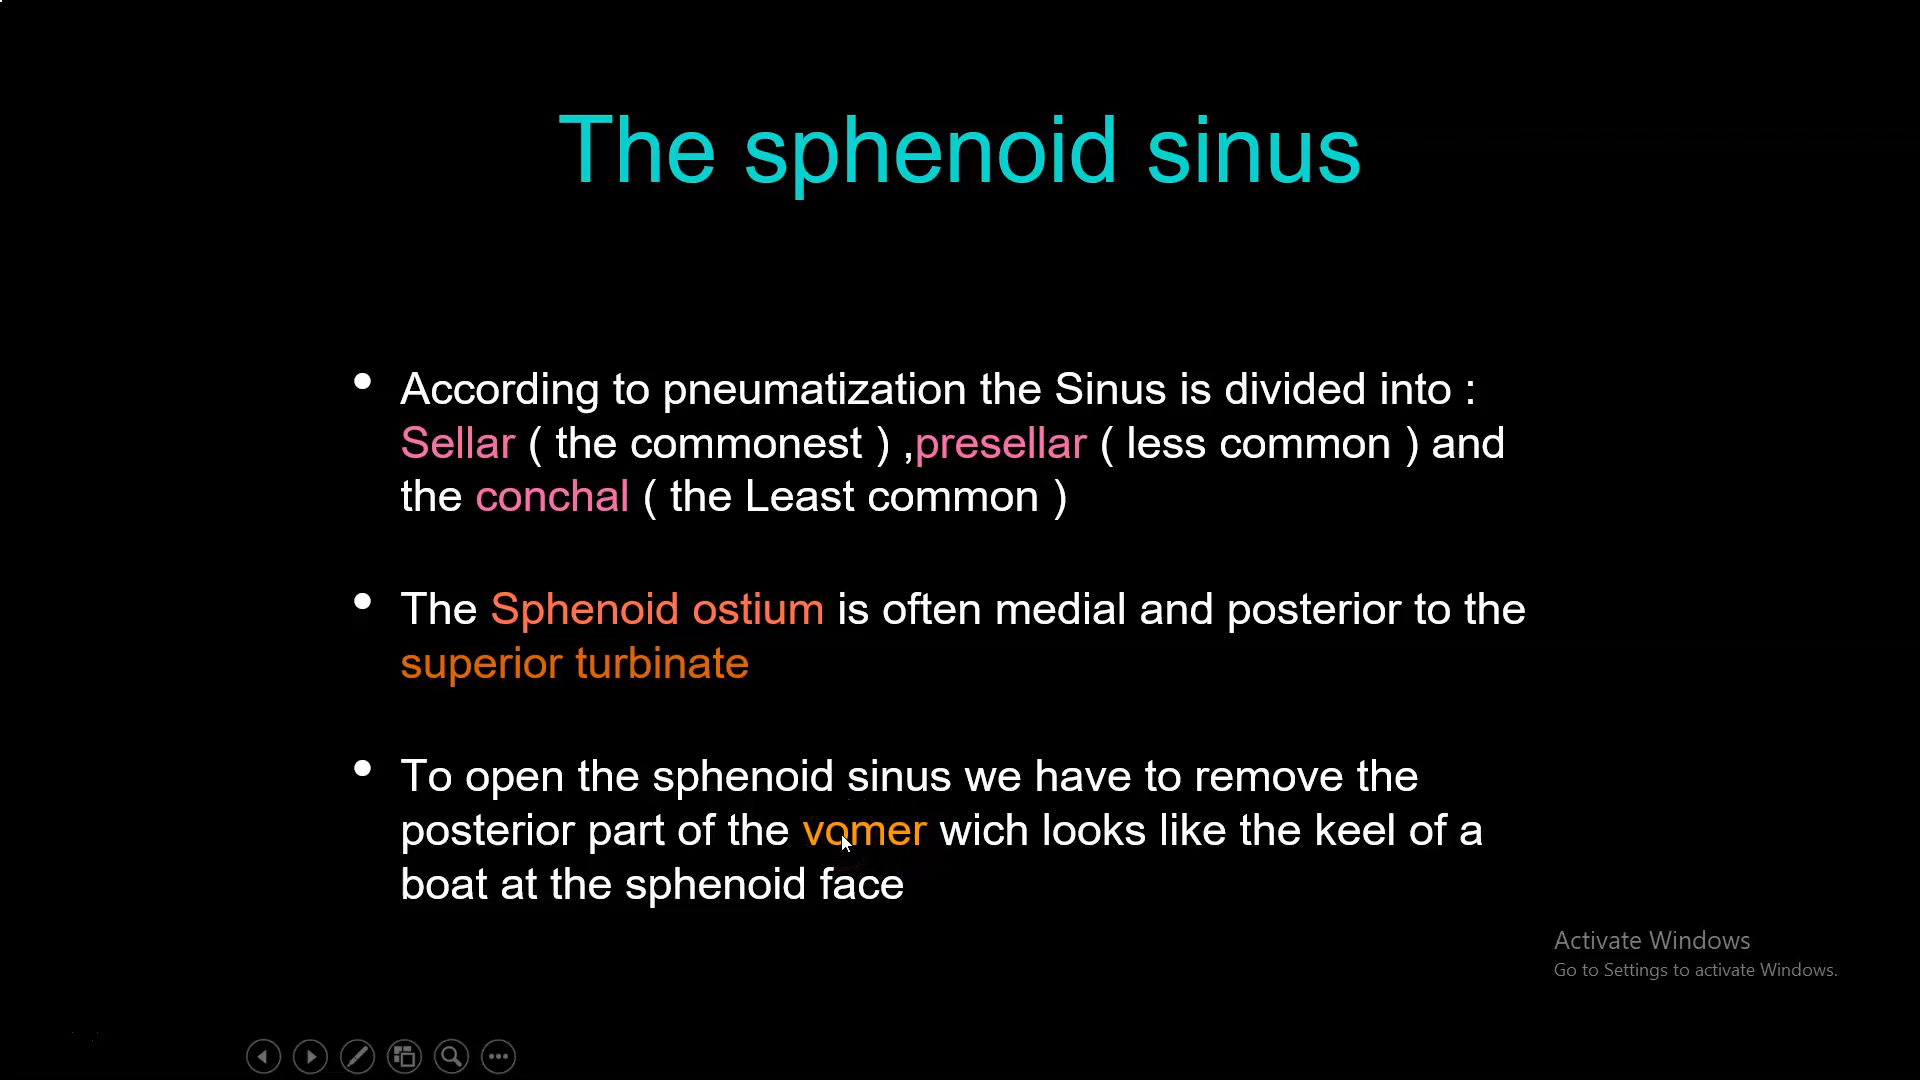 The sphenoid sinus
• According to pneumatization the Sinus is divided into :
Sellar ( the commonest ) ,presellar ( less common ) and
the conchal ( the Least common )
• The Sphenoid ostium is often medial and posterior to the
superior turbinate
• To open the sphenoid sinus we have to remove the
posterior part of the vomer wich looks like the keel of a
boat at the sphenoid face
Activate Windows
Go to Settings to activate Windows.